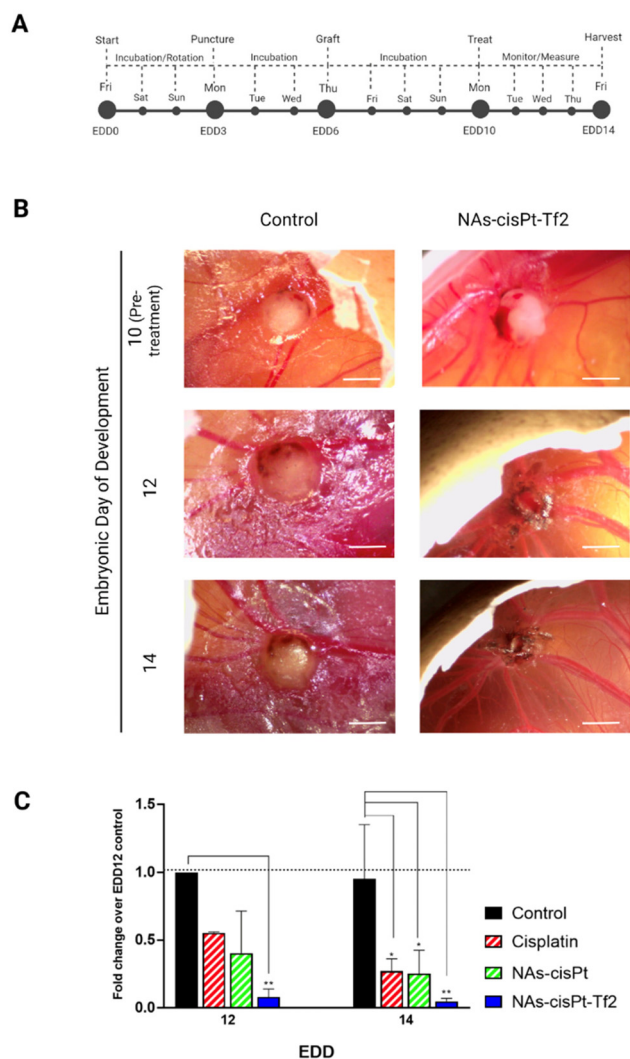 A
Start Puncture Graft Treat Harvest
Incubation/Rotation Incubation Incubation Monitor/Measure
Fri Sat Sun Mon Tue Wed Thu Fri Sat Sun Mon Tue Wed Thu Fri
EDD0 EDD3 EDD6 EDD10 EDD14
B
Control NAs-cisPt-Tf2
Embryonic Day of Development
10 (Pre-
treatment)
12
14
C
Fold change over EDD12 control
1.5
1.0
0.5
0.0
** * * **
12 14
EDD
Control
Cisplatin
NAs-cisPt
NAs-cisPt-Tf2